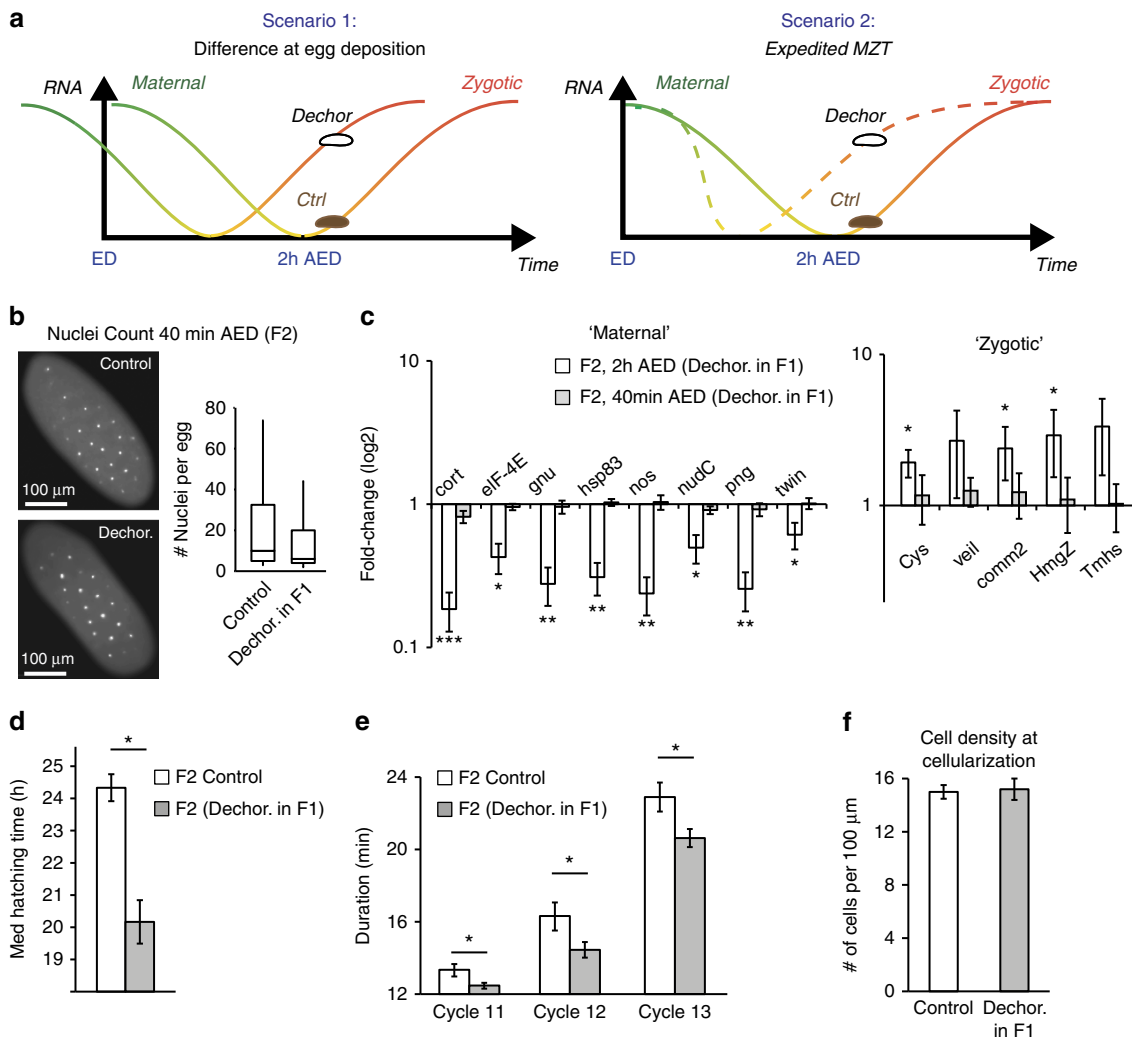 a
Scenario 1:
Difference at egg deposition
RNA
Maternal
Zygotic
Dechor
Ctrl
ED
2h AED
Time
Scenario 2:
Expedited MZT
RNA
Maternal
Zygotic
Dechor
Ctrl
ED
2h AED
Time
b
Nuclei Count 40 min AED (F2)
Control
100 µm
Dechor.
100 µm
# Nuclei per egg
80
60
40
20
0
Control
Dechor. in F1
c
'Maternal'
F2, 2h AED (Dechor. in F1)
F2, 40min AED (Dechor. in F1)
Fold-change (log2)
10
1
0.1
cort
eIF-4E
gnu
hsp83
nos
nudC
png
twin
***
*
**
**
**
*
**
*
'Zygotic'
10
1
*
*
*
Cys
veil
comm2
HmgZ
Tmhs
d
Med hatching time (h)
25
24
23
22
21
20
19
*
F2 Control
F2 (Dechor. in F1)
e
Duration (min)
24
20
16
12
F2 Control
F2 (Dechor. in F1)
*
*
*
Cycle 11
Cycle 12
Cycle 13
f
Cell density at
cellularization
# of cells per 100 µm
16
12
8
4
0
Control
Dechor.
in F1